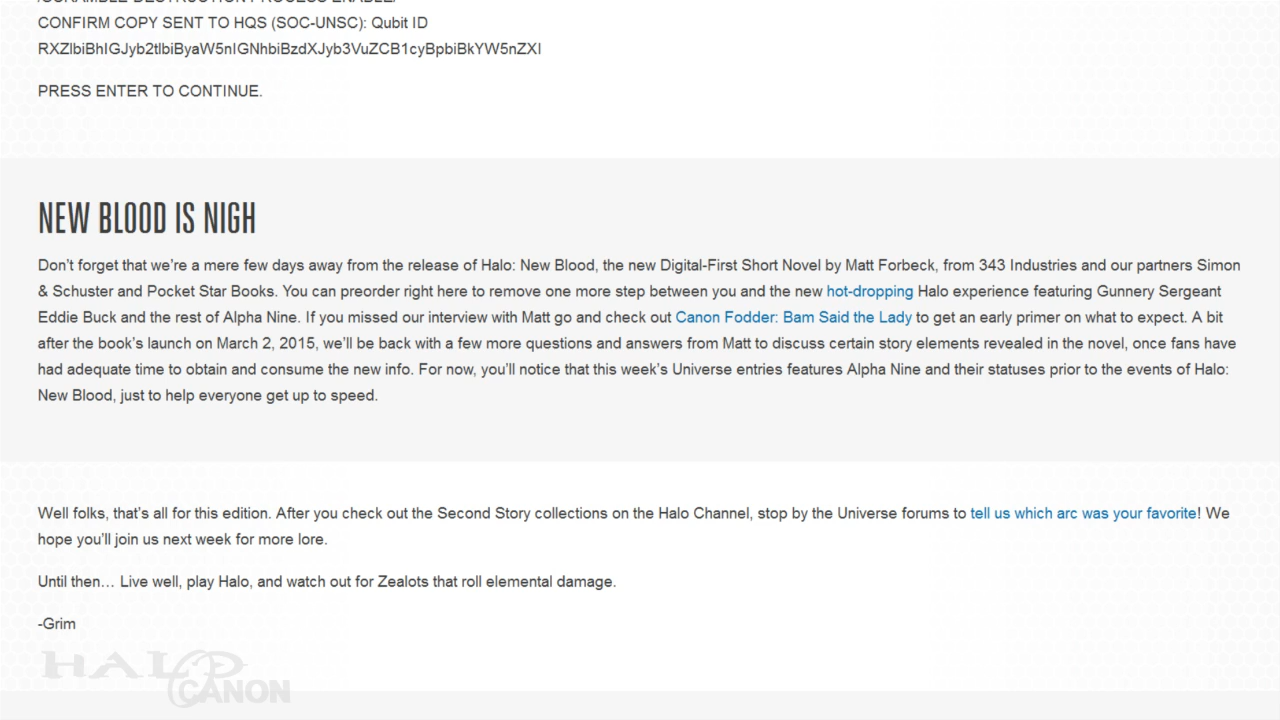 CONFIRM COPY SENT TO HQS (SOC-UNSC): Qubit ID
RXZlbiBhIGJyb2tlbiByaW5nIGNhbiBzdXJyb3VuZCB1cyBpbiBkYW5nZXI
PRESS ENTER TO CONTINUE.
NEW BLOOD IS NIGH
Don't forget that we're a mere few days away from the release of Halo: New Blood, the new Digital-First Short Novel by Matt Forbeck, from 343 Industries and our partners Simon
& Schuster and Pocket Star Books. You can preorder right here to remove one more step between you and the new hot-dropping Halo experience featuring Gunnery Sergeant
Eddie Buck and the rest of Alpha Nine. If you missed our interview with Matt go and check out Canon Fodder: Bam Said the Lady to get an early primer on what to expect. A bit
after the book's launch on March 2, 2015, we'll be back with a few more questions and answers from Matt to discuss certain story elements revealed in the novel, once fans have
had adequate time to obtain and consume the new info. For now, you'll notice that this week's Universe entries features Alpha Nine and their statuses prior to the events of Halo:
New Blood, just to help everyone get up to speed.
Well folks, that's all for this edition. After you check out the Second Story collections on the Halo Channel, stop by the Universe forums to tell us which arc was your favorite! We
hope you'll join us next week for more lore.
Until then… Live well, play Halo, and watch out for Zealots that roll elemental damage.
-Grim
HALO
CANON